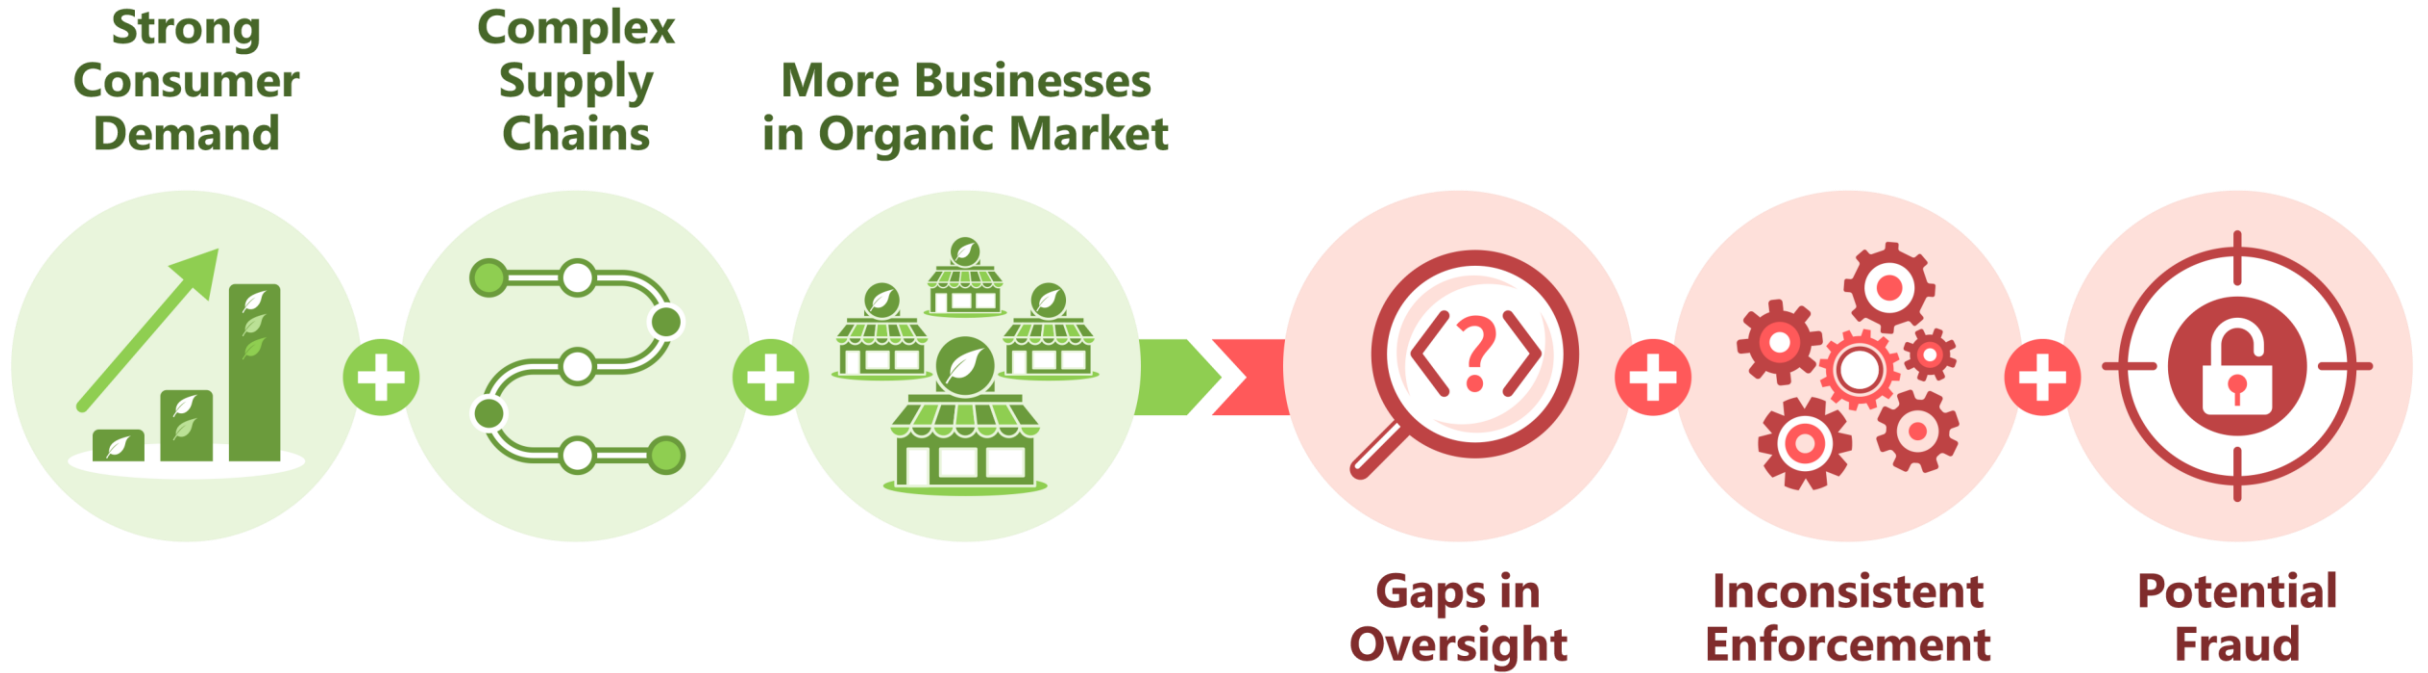 Strong
Consumer
Demand
Complex
Supply
Chains
More Businesses
in Organic Market
<?>
Gaps in
Oversight
Inconsistent
Enforcement
Potential
Fraud